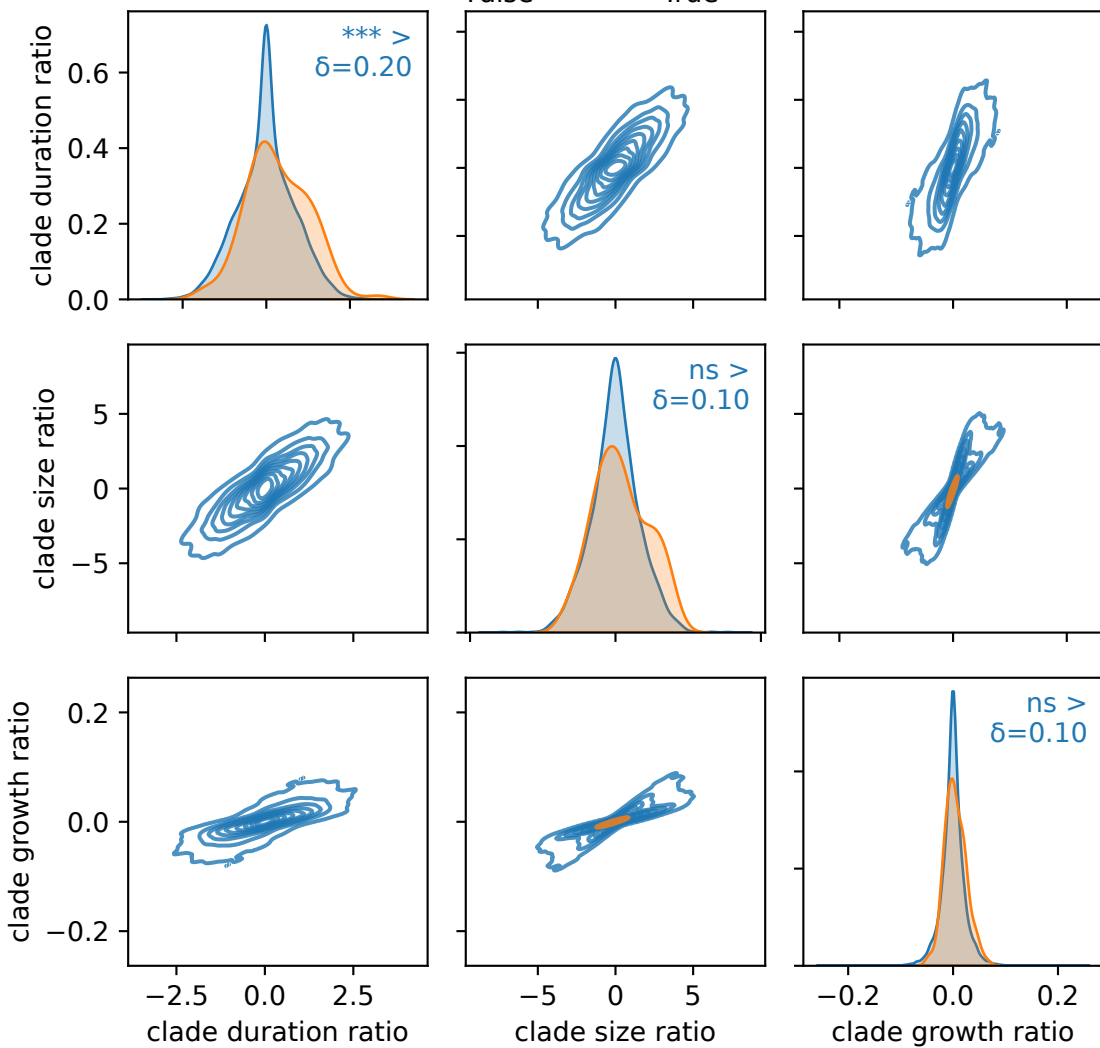 True
clade duration ratio
0.6
0.4
0.2
0.0
*** >
δ=0.20
clade size ratio
5
0
−5
ns >
δ=0.10
clade growth ratio
0.2
0.0
−0.2
ns >
δ=0.10
−2.5
0.0
2.5
−5
0
5
−0.2
0.0
0.2
clade duration ratio
clade size ratio
clade growth ratio